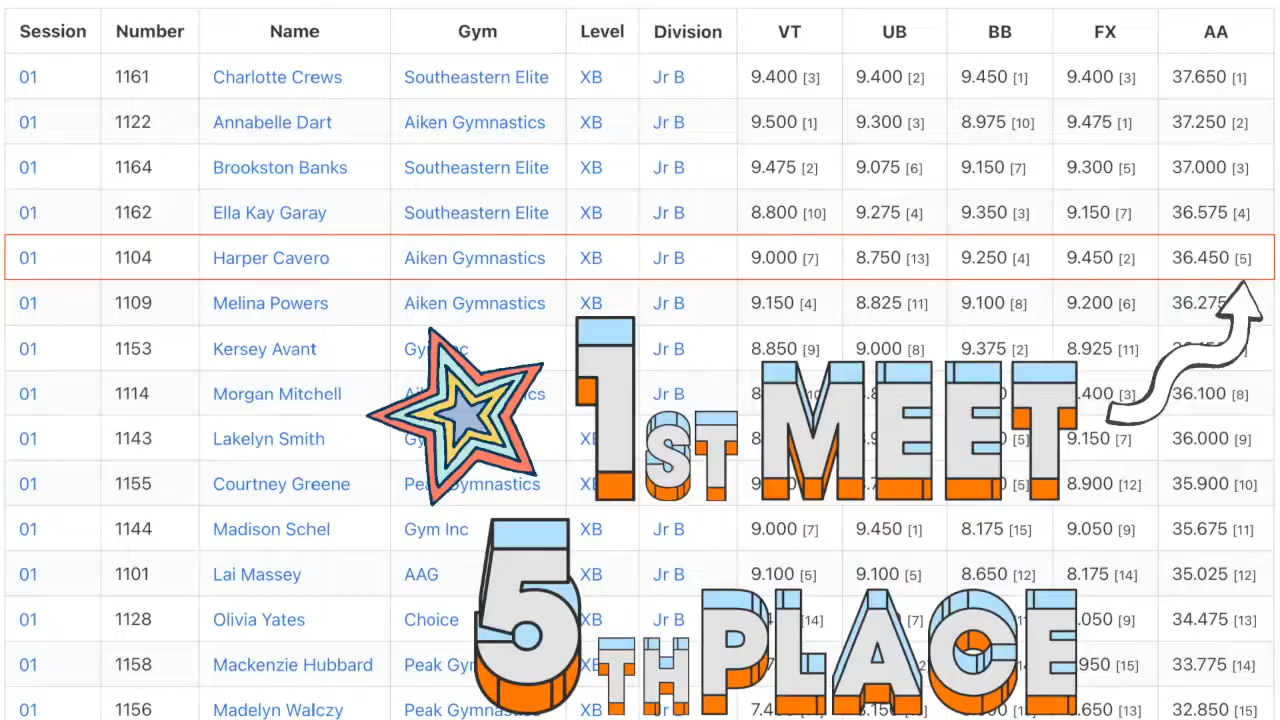 Session Number Name Gym Level Division VT UB BB FX AA
01 1161 Charlotte Crews Southeastern Elite XB Jr B 9.400 [3] 9.400 [2] 9.450 [1] 9.400 [3] 37.650 [1]
01 1122 Annabelle Dart Aiken Gymnastics XB Jr B 9.500 [1] 9.300 [3] 8.975 [10] 9.475 [1] 37.250 [2]
01 1164 Brookston Banks Southeastern Elite XB Jr B 9.475 [2] 9.075 [6] 9.150 [7] 9.300 [5] 37.000 [3]
01 1162 Ella Kay Garay Southeastern Elite XB Jr B 8.800 [10] 9.275 [4] 9.350 [3] 9.150 [7] 36.575 [4]
01 1104 Harper Cavero Aiken Gymnastics XB Jr B 9.000 [7] 8.750 [13] 9.250 [4] 9.450 [2] 36.450 [5]
01 1109 Melina Powers Aiken Gymnastics XB Jr B 9.150 [4] 8.825 [11] 9.100 [8] 9.200 [6] 36.275
01 1153 Kersey Avant Jr B 8.850 [9] 9.000 [8] 9.375 [2] 8.925 [11]
01 1114 Morgan Mitchell 36.100 [8]
01 1143 Lakelyn Smith [5] 9.150 [7] 36.000 [9]
01 1155 Courtney Greene [5] 8.900 [12] 35.900 [10]
1ST MEET
01 1144 Madison Schel Gym Inc XB Jr B 9.000 [7] 9.450 [1] 8.175 [15] 9.050 [9] 35.675 [11]
01 1101 Lai Massey AAG XB Jr B 9.100 [5] 9.100 [5] 8.650 [12] 8.175 [14] 35.025 [12]
01 1128 Olivia Yates Choice XB Jr B [14] [7] [9] 34.475 [13]
01 1158 Mackenzie Hubbard Peak [15] 33.775 [14]
01 1156 Madelyn Walczy Peak XB [13] 32.850 [15]
5TH PLACE